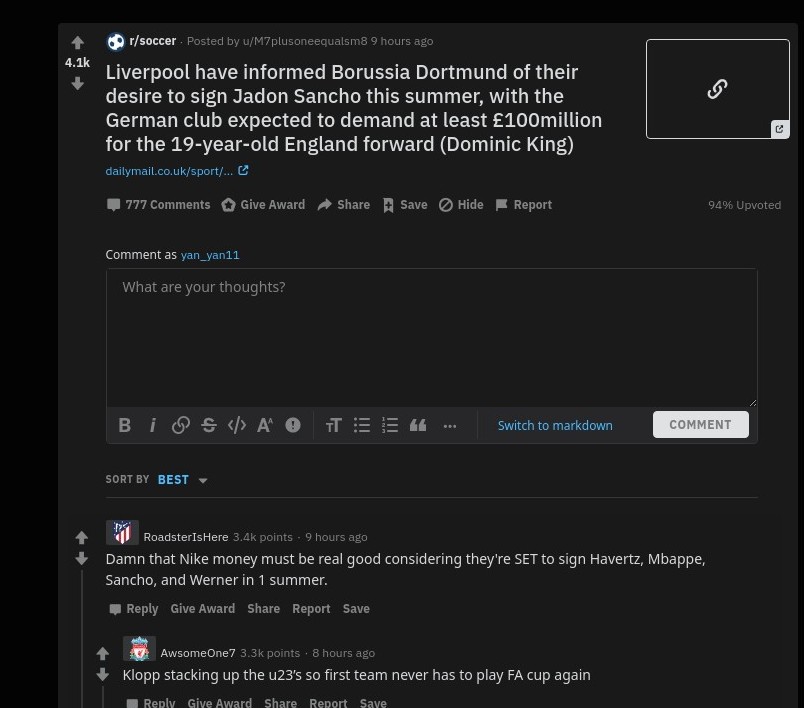 r/soccer · Posted by u/M7plusoneequalsm8 9 hours ago
4.1k
Liverpool have informed Borussia Dortmund of their
desire to sign Jadon Sancho this summer, with the
German club expected to demand at least £100million
for the 19-year-old England forward (Dominic King)
dailymail.co.uk/sport/...
777 Comments Give Award Share Save Hide Report 94% Upvoted
Comment as yan_yan11
What are your thoughts?
Switch to markdown COMMENT
SORT BY BEST
RoadsterIsHere 3.4k points · 9 hours ago
Damn that Nike money must be real good considering they're SET to sign Havertz, Mbappe,
Sancho, and Werner in 1 summer.
Reply Give Award Share Report Save
AwsomeOne7 3.3k points · 8 hours ago
Klopp stacking up the u23's so first team never has to play FA cup again
Reply Give Award Share Report Save